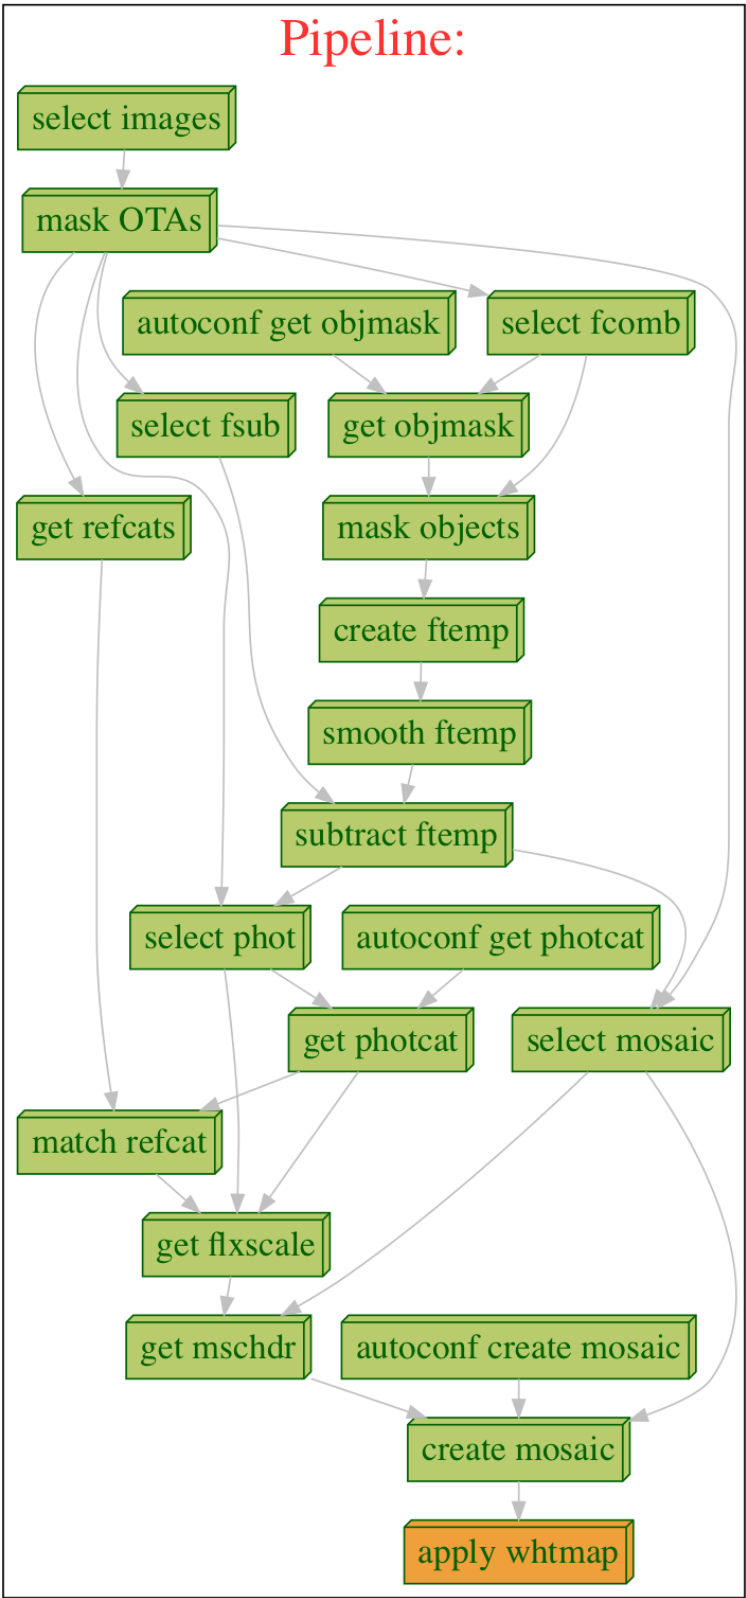 Pipeline:
select images
mask OTAs
autoconf get objmask
select fcomb
select fsub
get objmask
get refcats
mask objects
create ftemp
smooth ftemp
subtract ftemp
select phot
autoconf get photcat
get photcat
select mosaic
match refcat
get flxscale
get mschdr
autoconf create mosaic
create mosaic
apply whtmap